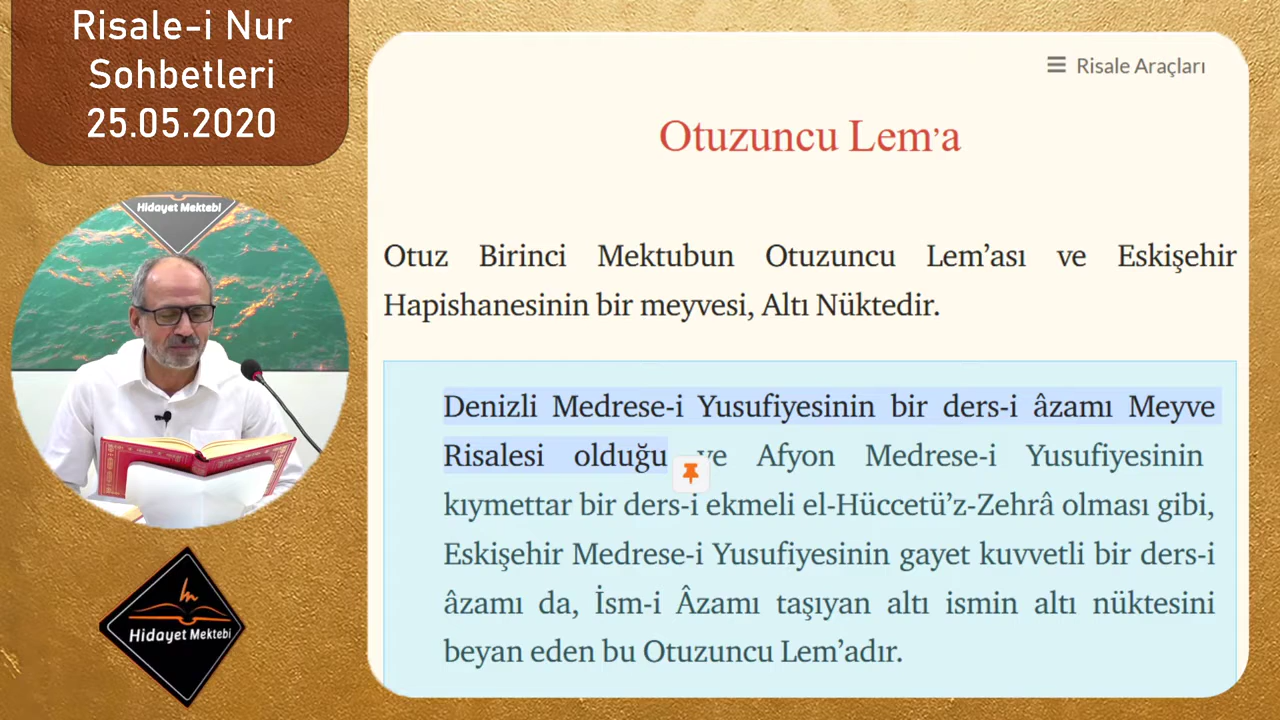 Risale-i Nur
Sohbetleri
25.05.2020
Hidayet Mektebi
Hidayet Mektebi
Risale Araçları
Otuzuncu Lem’a
Otuz Birinci Mektubun Otuzuncu Lem’ası ve Eskişehir
Hapishanesinin bir meyvesi, Altı Nüktedir.
Denizli Medrese-i Yusufiyesinin bir ders-i âzamı Meyve
Risalesi olduğu ve Afyon Medrese-i Yusufiyesinin
kıymettar bir ders-i ekmeli el-Hüccetü’z-Zehrâ olması gibi,
Eskişehir Medrese-i Yusufiyesinin gayet kuvvetli bir ders-i
âzamı da, İsm-i Âzamı taşıyan altı ismin altı nüktesini
beyan eden bu Otuzuncu Lem’adır.